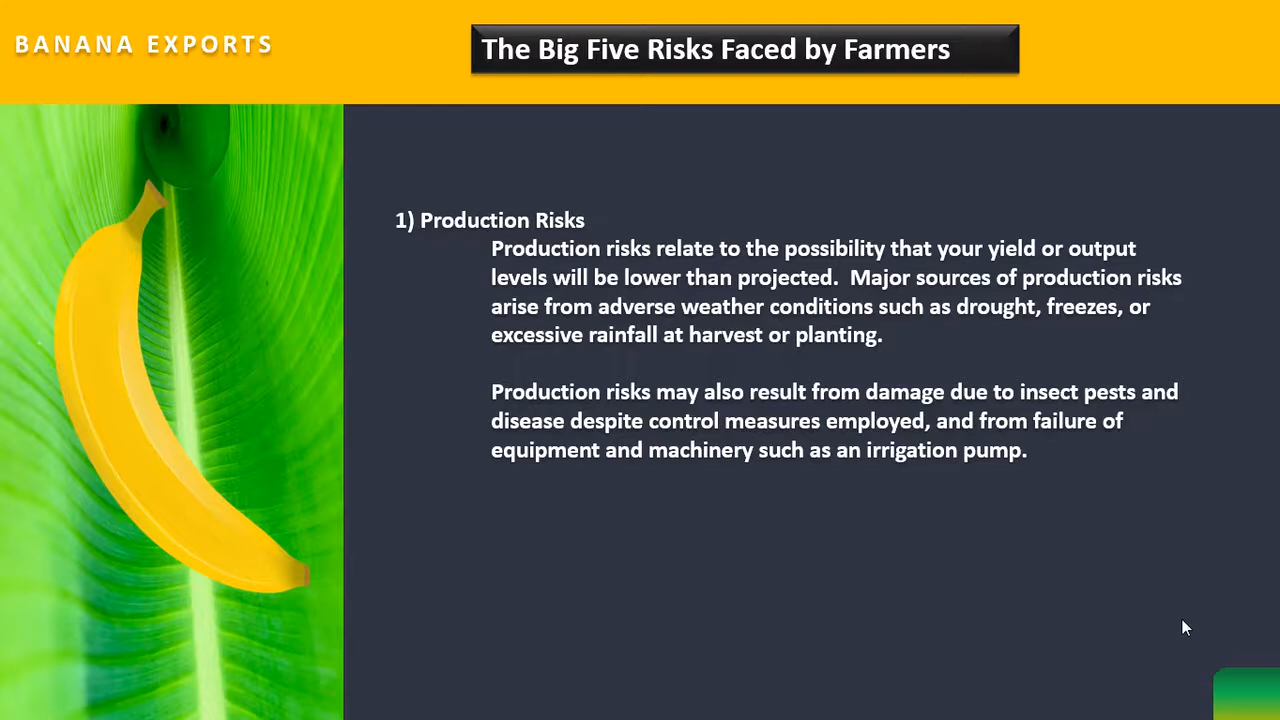 BANANA EXPORTS
The Big Five Risks Faced by Farmers
1) Production Risks
Production risks relate to the possibility that your yield or output
levels will be lower than projected.  Major sources of production risks
arise from adverse weather conditions such as drought, freezes, or
excessive rainfall at harvest or planting.
Production risks may also result from damage due to insect pests and
disease despite control measures employed, and from failure of
equipment and machinery such as an irrigation pump.